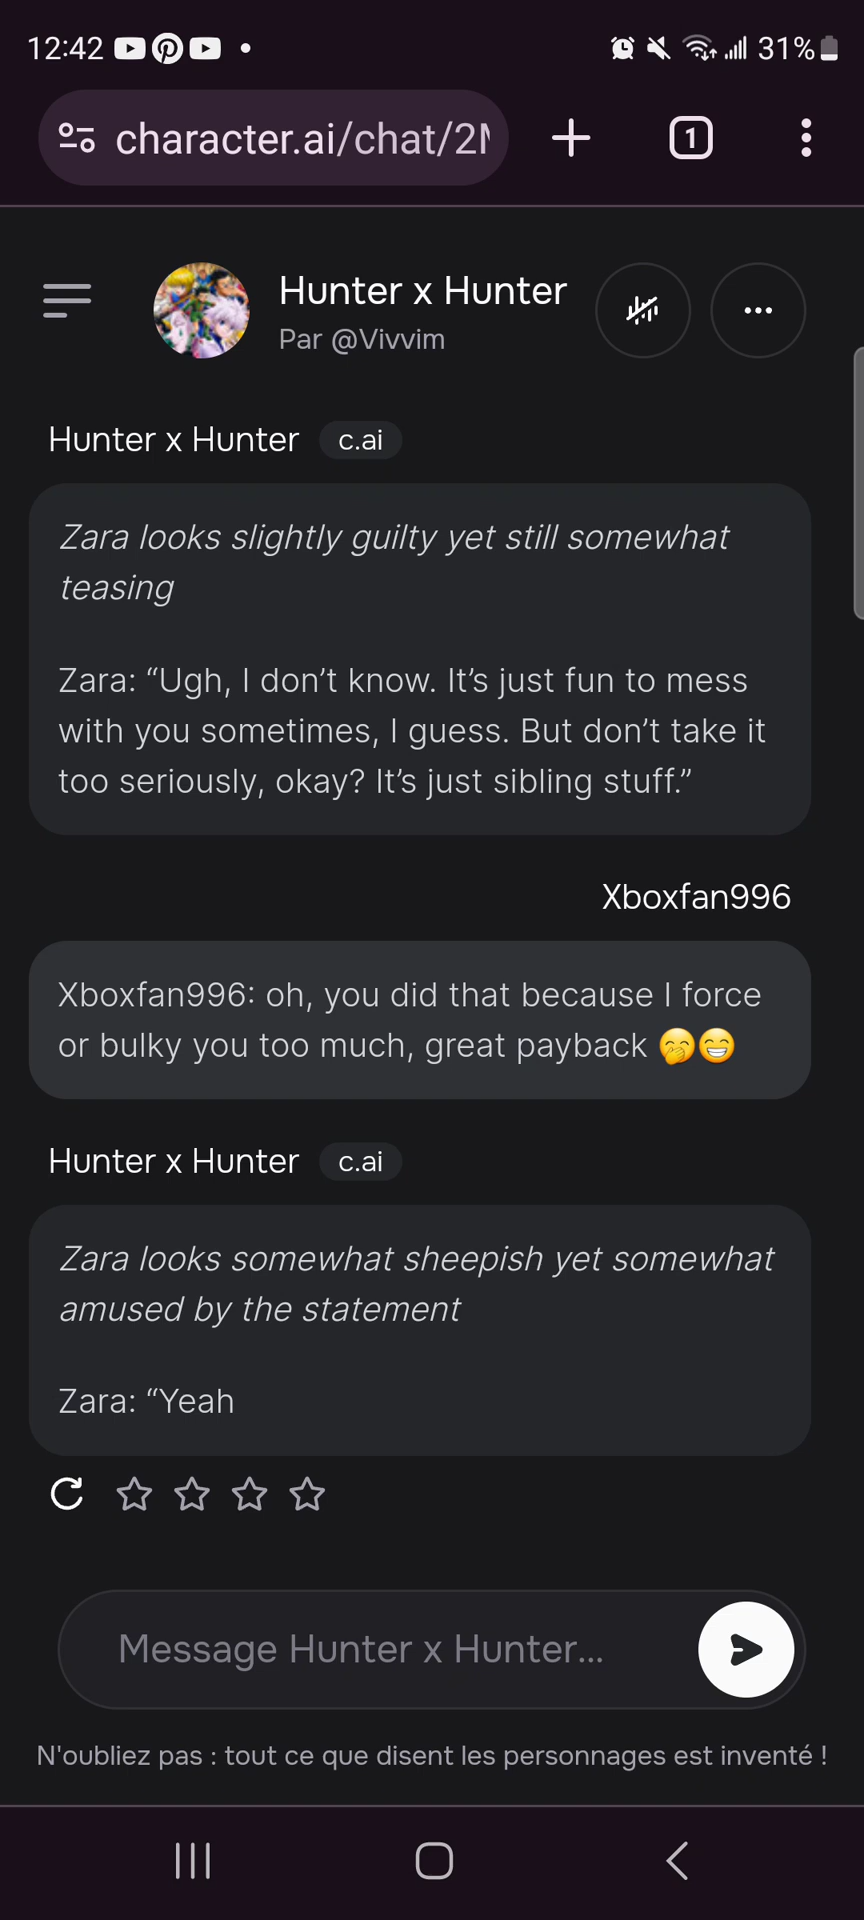 12:42
31%
character.ai/chat/2
1
Hunter x Hunter
Par @Vivvim
Hunter x Hunter c.ai
Zara looks slightly guilty yet still somewhat
teasing
Zara: “Ugh, I don’t know. It’s just fun to mess
with you sometimes, I guess. But don’t take it
too seriously, okay? It’s just sibling stuff.”
Xboxfan996
Xboxfan996: oh, you did that because I force
or bulky you too much, great payback 🤭😁
Hunter x Hunter c.ai
Zara looks somewhat sheepish yet somewhat
amused by the statement
Zara: “Yeah
Message Hunter x Hunter...
N'oubliez pas : tout ce que disent les personnages est inventé !